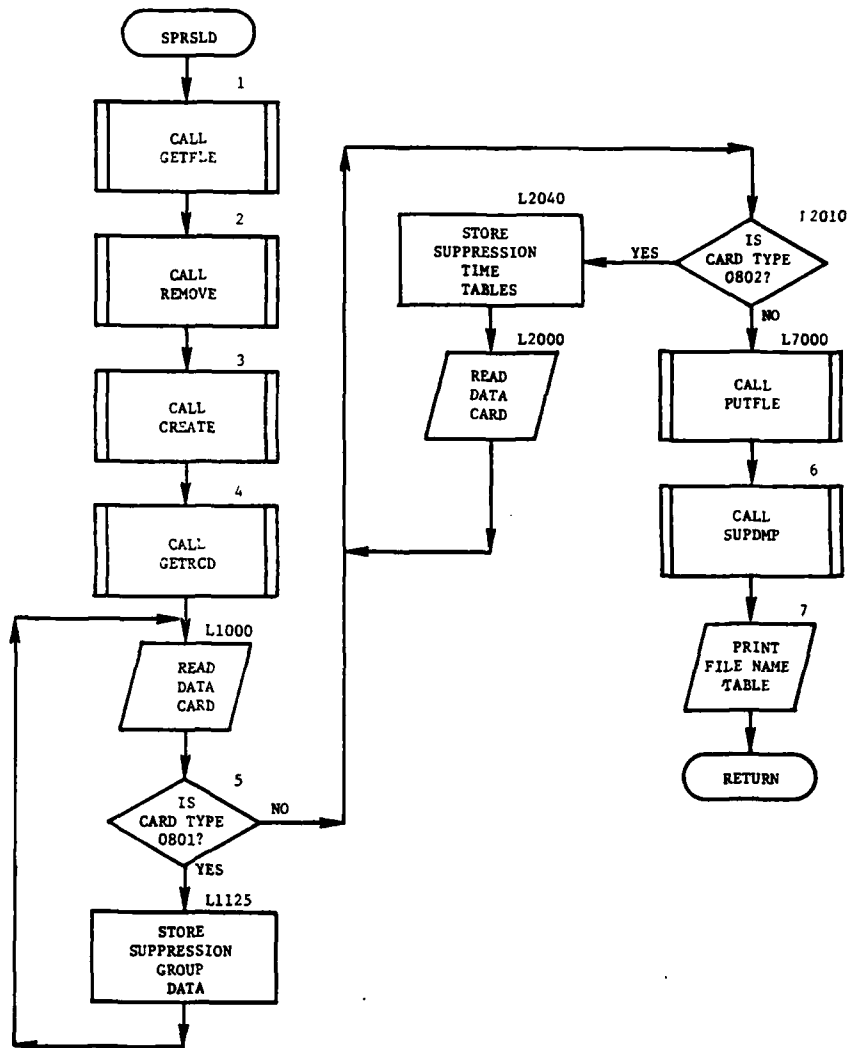 SPRSLD
1
CALL
GETFLE
2
CALL
REMOVE
3
CALL
CREATE
4
CALL
GETRCD
L1000
READ
DATA
CARD
5
IS
CARD TYPE
0801?
NO
YES
L1125
STORE
SUPPRESSION
GROUP
DATA
L2040
STORE
SUPPRESSION
TIME
TABLES
L2000
READ
DATA
CARD
L2010
IS
CARD TYPE
0802?
YES
NO
L7000
CALL
PUTFLE
6
CALL
SUPDMP
7
PRINT
FILE NAME
TABLE
RETURN